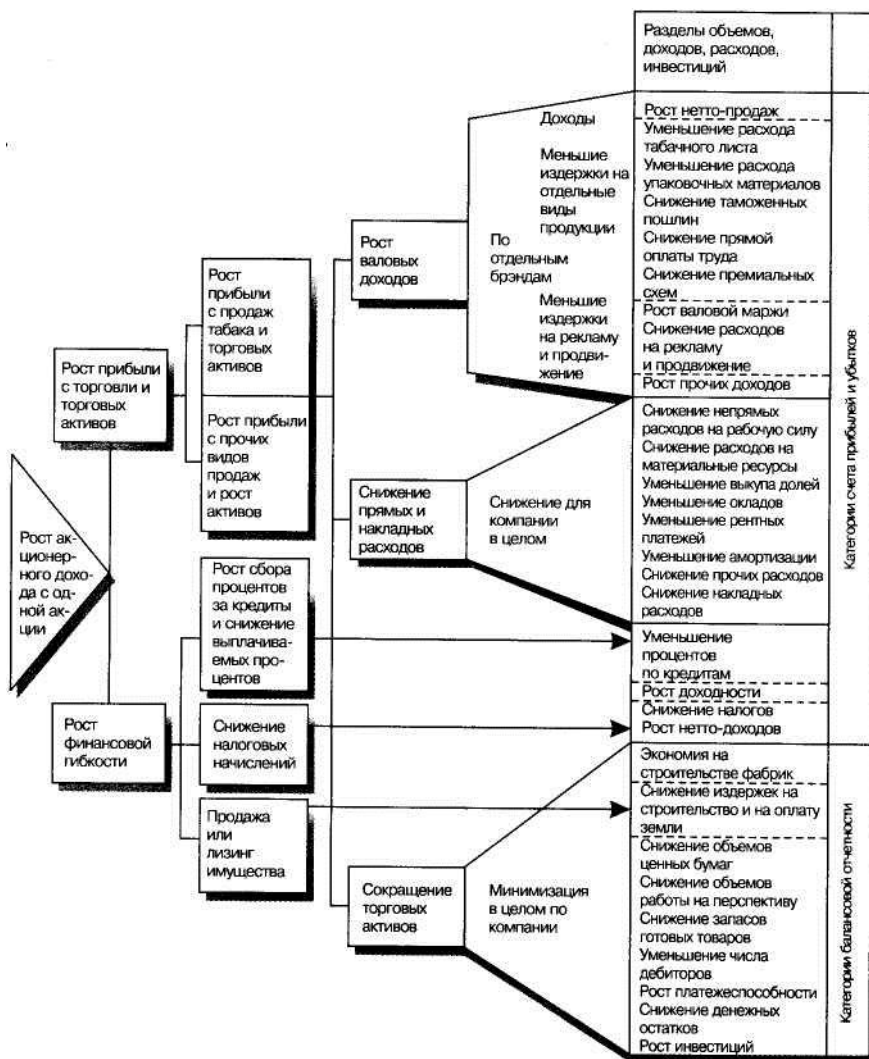 Рост ак-
ционер-
ного дохо-
да с од-
ной ак-
ции
Рост прибыли
с торговли и
торговых
активов
Рост
финансовой
гибкости
Рост
прибыли
с продаж
табака и
торговых
активов
Рост прибыли
с прочих
видов
продаж
и рост
активов
Рост сбора
процентов
за кредиты
и снижение
выплачива-
емых про-
центов
Снижение
налоговых
начислений
Продажа
или
лизинг
имущества
Рост
валовых
доходов
Снижение
прямых и
накладных
расходов
Сокращение
торговых
активов
Доходы
Меньшие
издержки на
отдельные
виды
продукции
По
отдельным
брэндам
Меньшие
издержки
на рекламу
и продви-
жение
Снижение для
компании
в целом
Минимизация
в целом по
компании
Разделы объемов,
доходов, расходов,
инвестиций
Рост нетто-продаж
Уменьшение расхода
табачного листа
Уменьшение расхода
упаковочных материалов
Снижение таможенных
пошлин
Снижение прямой
оплаты труда
Снижение премиальных
схем
Рост валовой маржи
Снижение расходов
на рекламу
и продвижение
Рост прочих доходов
Снижение непрямых
расходов на рабочую силу
Снижение расходов на
материальные ресурсы
Уменьшение выкупа долей
Уменьшение окладов
Уменьшение рентных
платежей
Уменьшение амортизации
Снижение прочих расходов
Снижение накладных
расходов
Уменьшение
процентов
по кредитам
Рост доходности
Снижение налогов
Рост нетто-доходов
Экономия на
строительстве фабрик
Снижение издержек на
строительство и на оплату
земли
Снижение объемов
ценных бумаг
Снижение объемов
работы на перспективу
Снижение запасов
готовых товаров
Уменьшение числа
дебиторов
Рост платежеспособности
Снижение денежных
остатков
Рост инвестиций
Категории счета прибылей и убытков
Категории балансовой отчетности